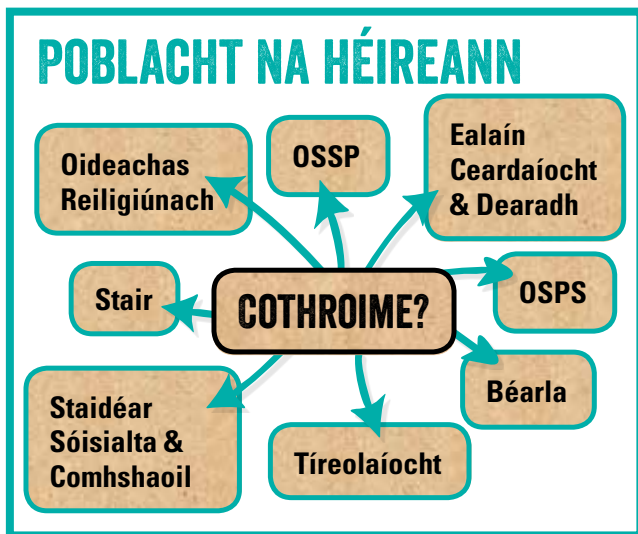 POBLACHT NA HÉIREANN
Oideachas
Reiligiúnach
OSSP
Ealaín
Ceardaíocht
& Dearadh
Stair
COTHROIME?
OSPS
Béarla
Staidéar
Sóisialta &
Comhshaoil
Tíreolaíocht